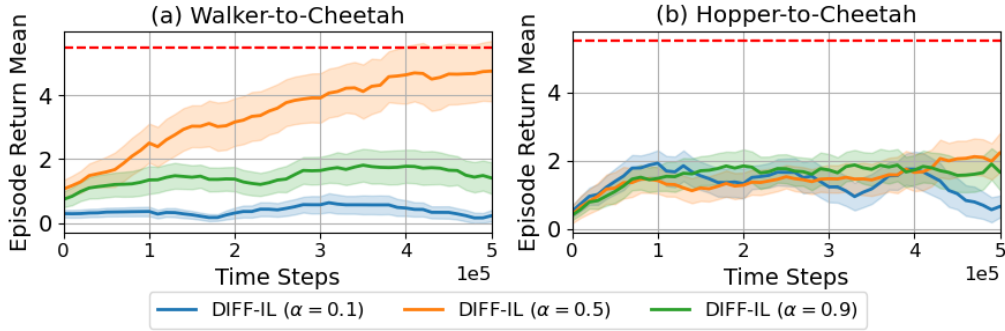 (a) Walker-to-Cheetah
Episode Return Mean
4
2
0
0 1 2 3 4 5
1e5
Time Steps
(b) Hopper-to-Cheetah
Episode Return Mean
4
2
0
0 1 2 3 4 5
1e5
Time Steps
DIFF-IL (α = 0.1) DIFF-IL (α = 0.5) DIFF-IL (α = 0.9)